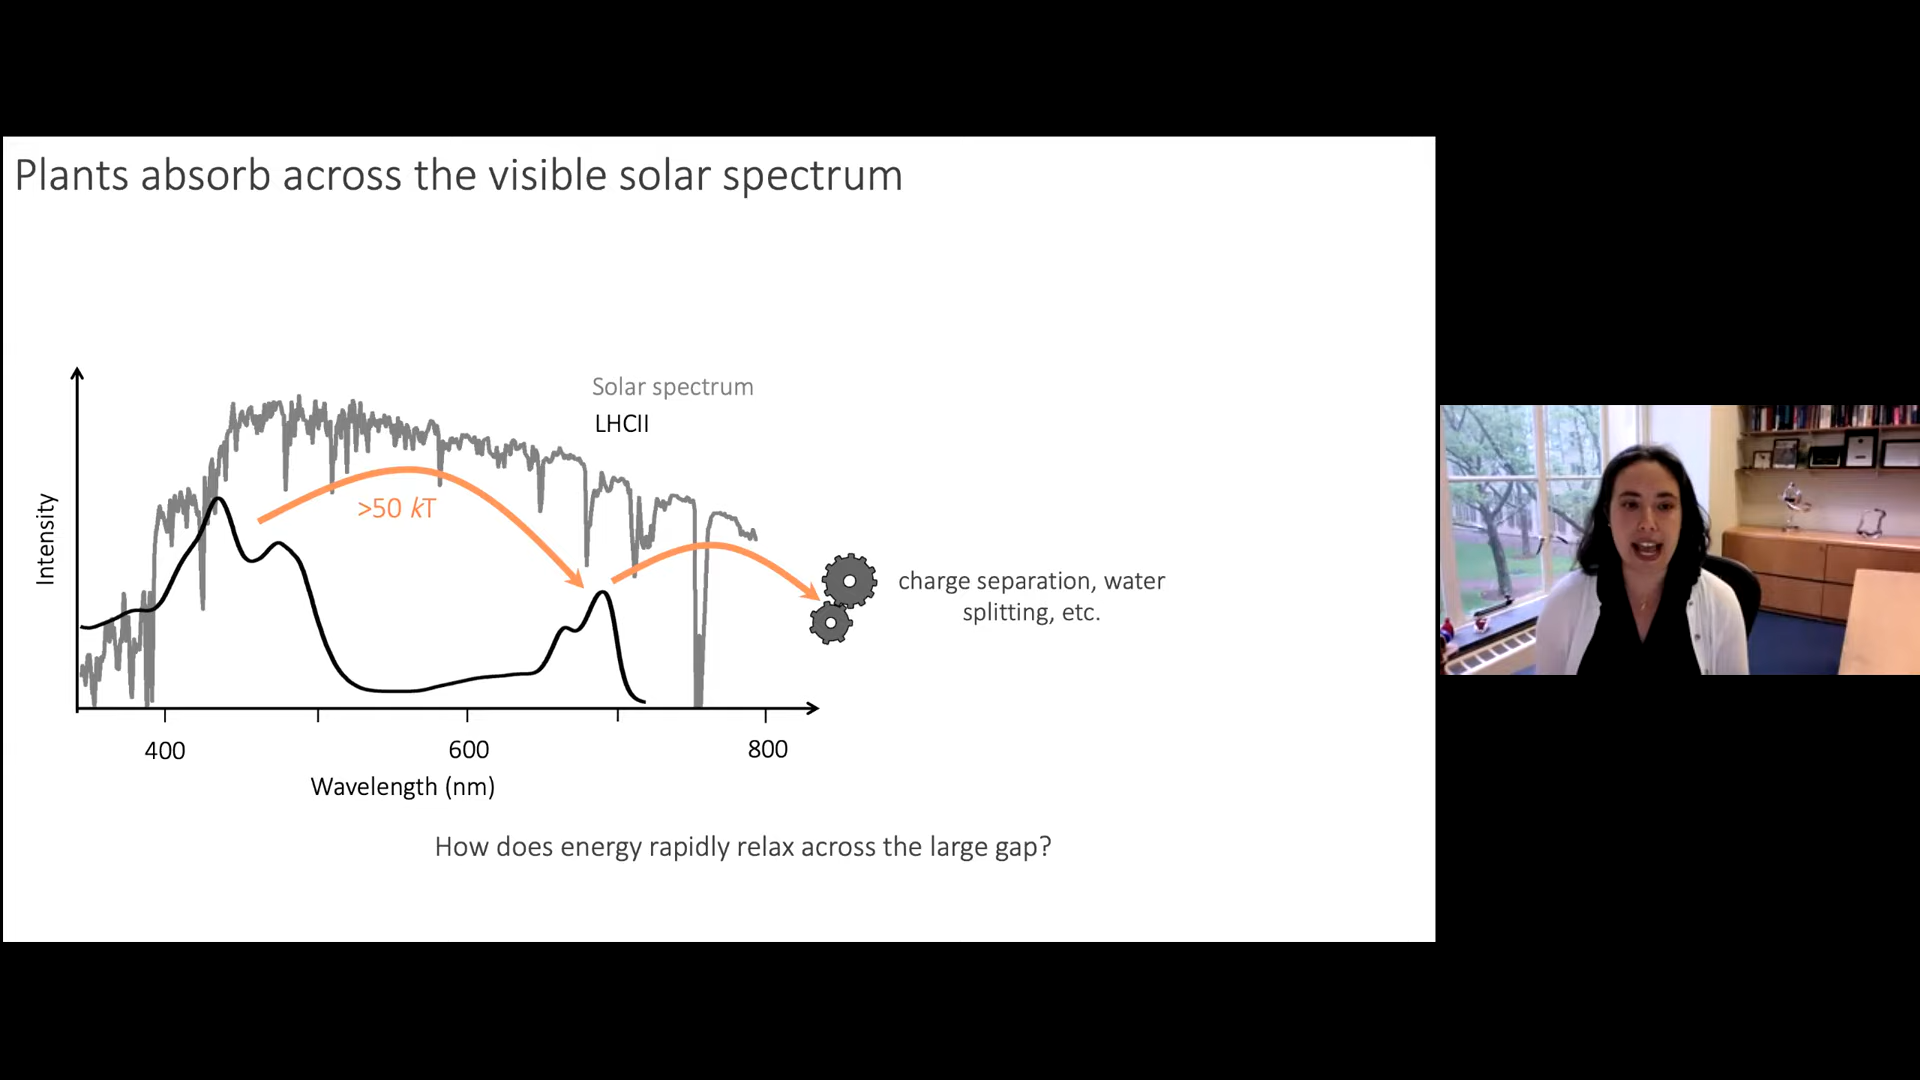 Plants absorb across the visible solar spectrum
Solar spectrum
LHCII
>50 kT
Intensity
charge separation, water
splitting, etc.
400
600
800
Wavelength (nm)
How does energy rapidly relax across the large gap?